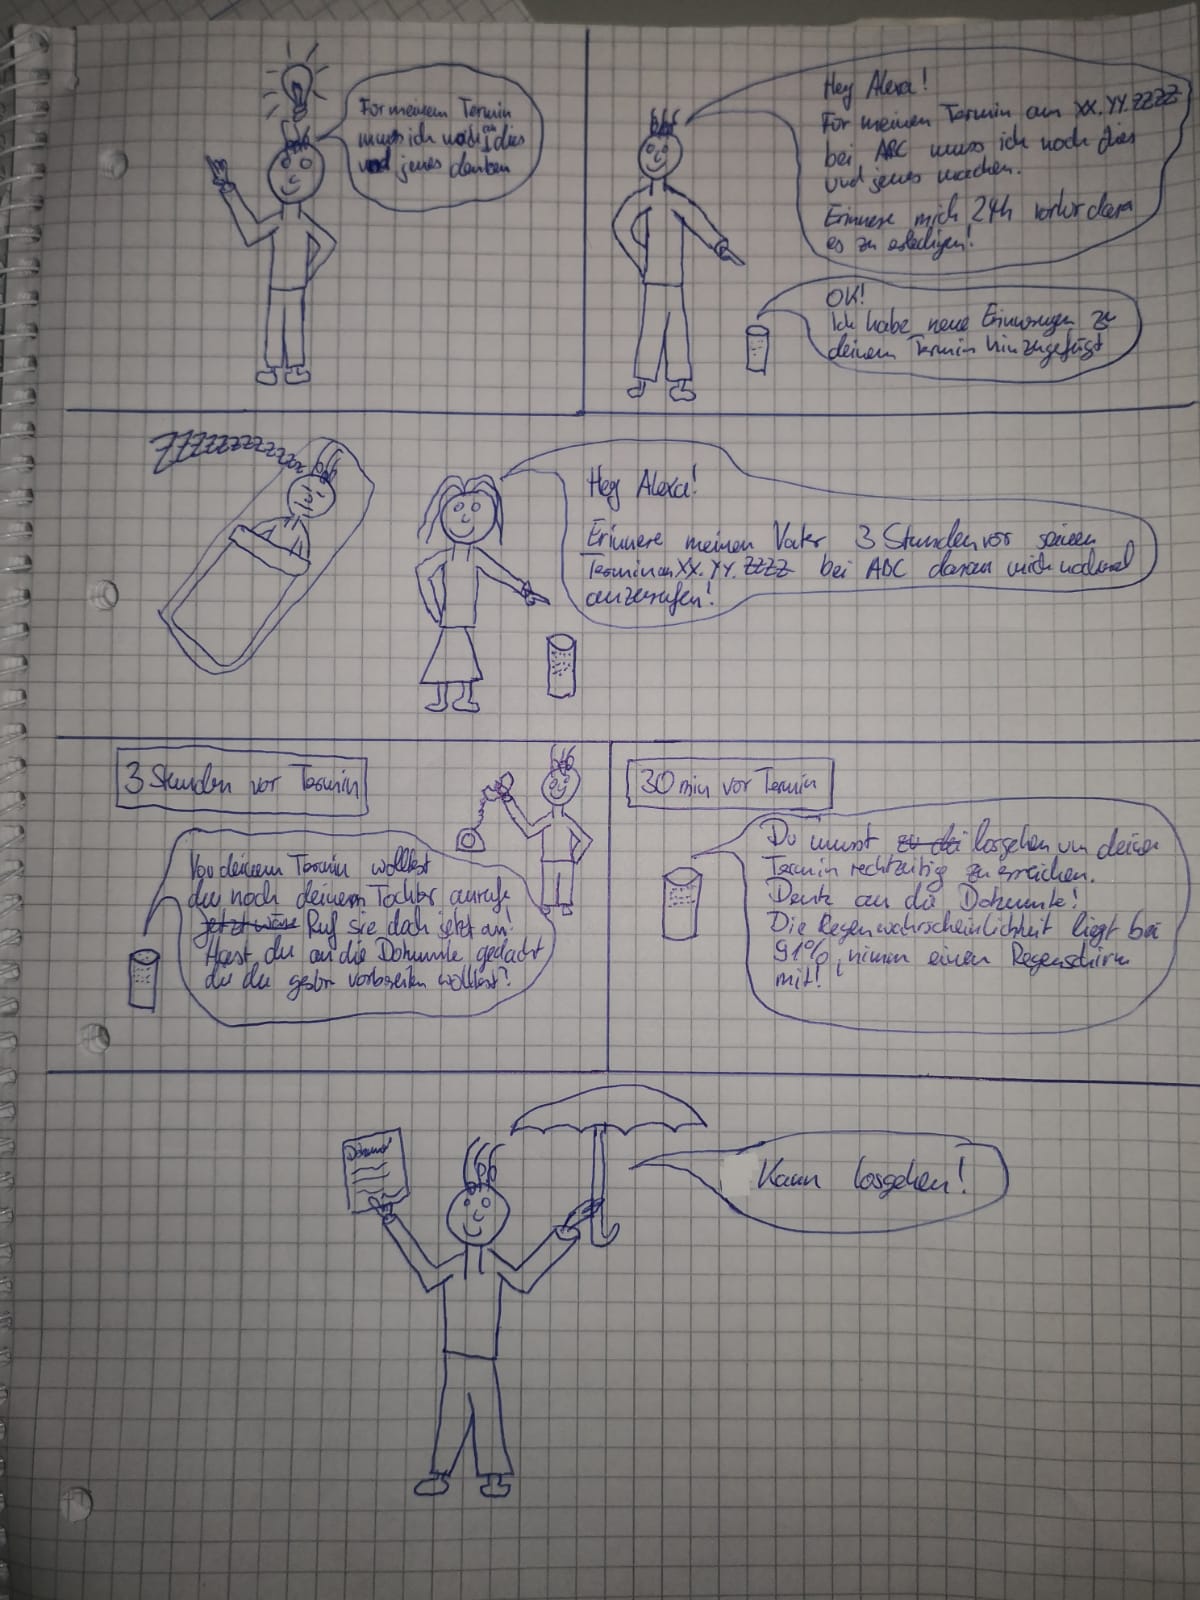 Für meinem Termin
muss ich noch an dies
und jenes denken
Hey Alexa!
Für meinen Termin am XX.YY.ZZZZ
bei ABC muss ich noch dies
und jenes machen.
Erinnere mich 24h vorher daran
es zu erledigen!
OK!
Ich habe neue Erinnerungen zu
deinem Termin hinzugefügt
ZZZZZZZZZZZ
Hey Alexa!
Erinnere meinen Vater 3 Stunden vor seinen
Termin am XX.YY.ZZZZ bei ABC daran mich nochmal
anzurufen!
3 Stunden vor Termin
Vor deinem Termin wolltest
du noch deinem Tochter anrufe
jetzt wäre Ruf sie doch jetzt an!
Hast du an die Dokumente gedacht
die du gestern vorbereiten wolltest?
30 min vor Termin
Du musst losgehen um deinen
Termin rechtzeitig zu erreichen.
Denk an die Dokumente!
Die Regenwahrscheinlichkeit liegt bei
91%, nimm einen Regenschirm
mit!
Dokument
Kann losgehen!